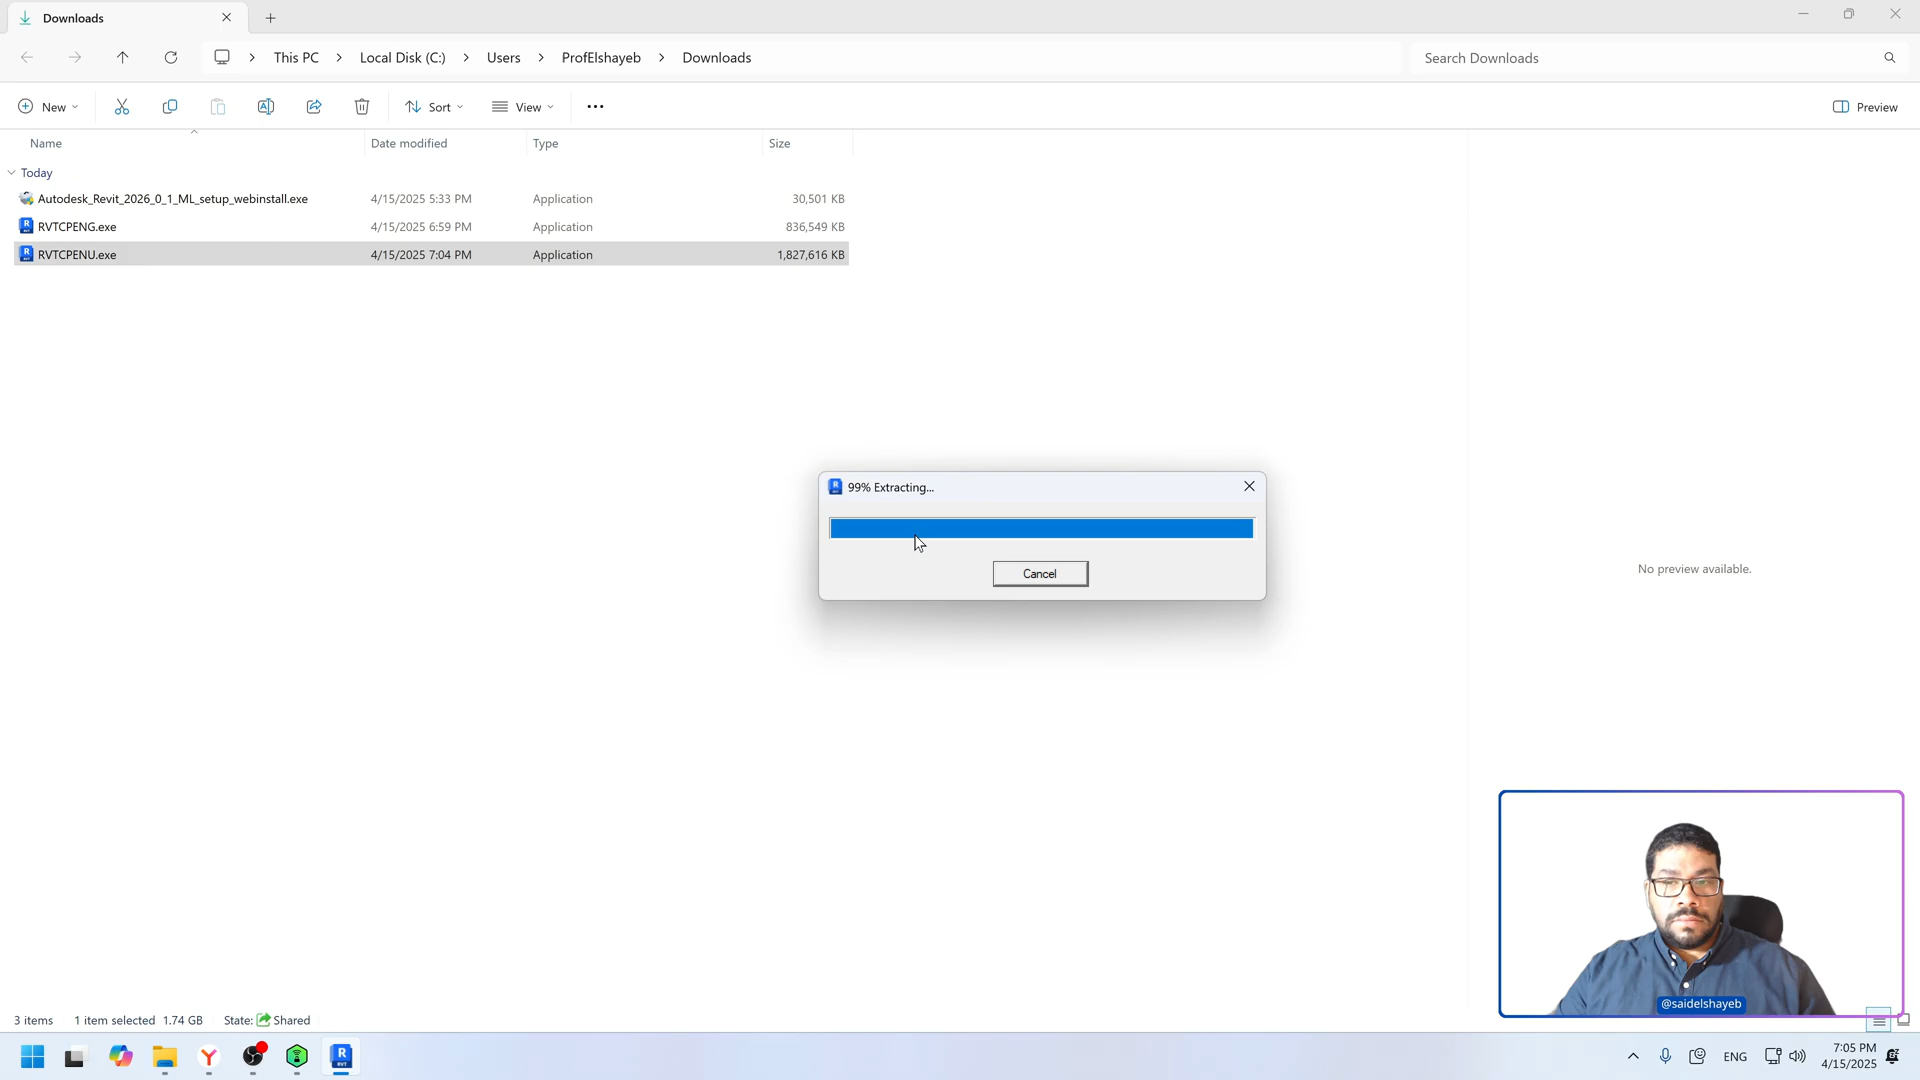 Downloads
This PC > Local Disk (C:) > Users > ProfElshayeb > Downloads
Search Downloads
New
Sort
View
Preview
Name Date modified Type Size
Today
Autodesk_Revit_2026_0_1_ML_setup_webinstall.exe 4/15/2025 5:33 PM Application 30,501 KB
RVTCPENG.exe 4/15/2025 6:59 PM Application 836,549 KB
RVTCPENU.exe 4/15/2025 7:04 PM Application 1,827,616 KB
99% Extracting...
Cancel
No preview available.
@saidelshayeb
3 items 1 item selected 1.74 GB State: Shared
ENG
7:05 PM
4/15/2025